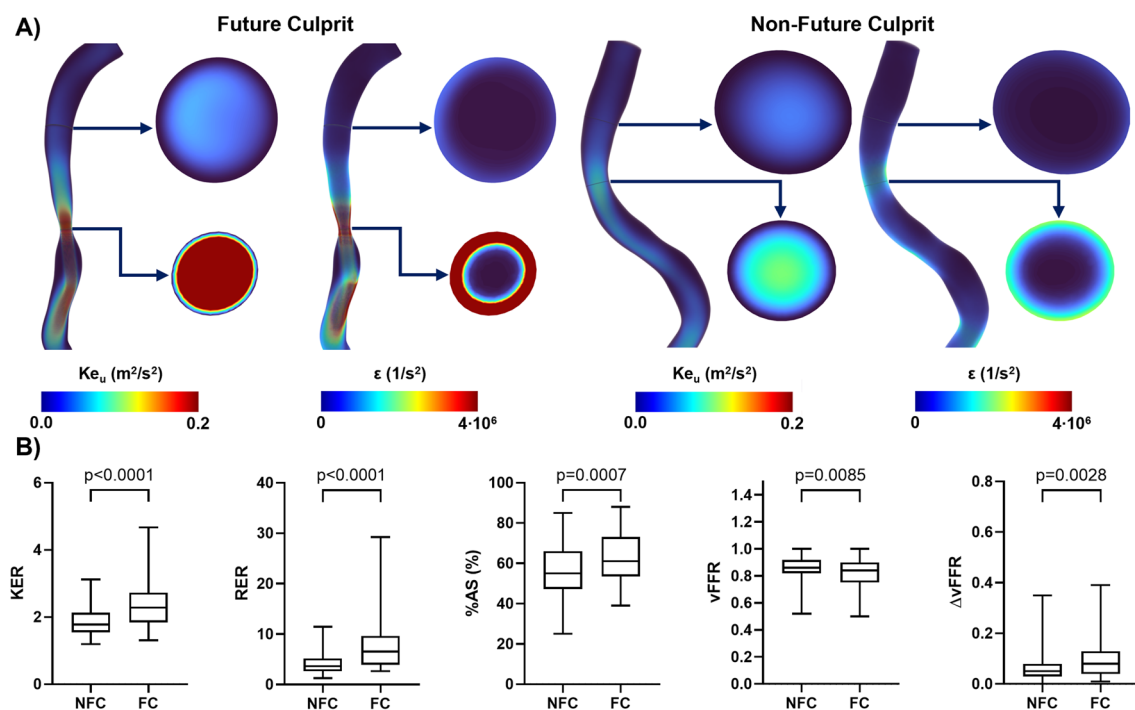 A)
Future Culprit
Non-Future Culprit
Ke_u (m²/s²)
ε (1/s²)
Ke_u (m²/s²)
ε (1/s²)
0.0 0.2
0 4·10⁶
0.0 0.2
0 4·10⁶
B)
p<0.0001
KER
6
4
2
0
NFC FC
p<0.0001
RER
40
30
20
10
0
NFC FC
p=0.0007
%AS (%)
100
80
60
40
20
0
NFC FC
p=0.0085
vFFR
1.4
1.2
1.0
0.8
0.6
0.4
0.2
0.0
NFC FC
p=0.0028
ΔvFFR
0.8
0.6
0.4
0.2
0.0
NFC FC